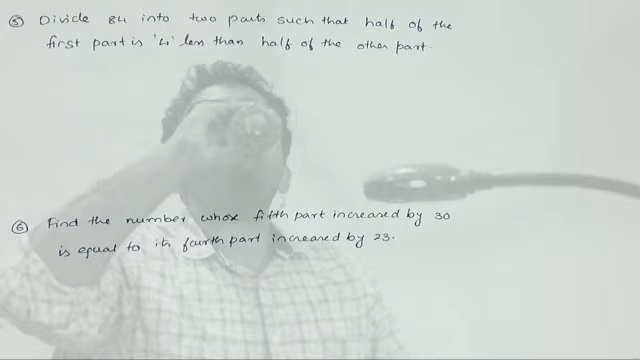 ⑤ Divide 84 into two parts such that half of the
first part is '4' less than half of the other part.
⑥ Find the number whose fifth part increased by 30
is equal to its fourth part increased by 23.